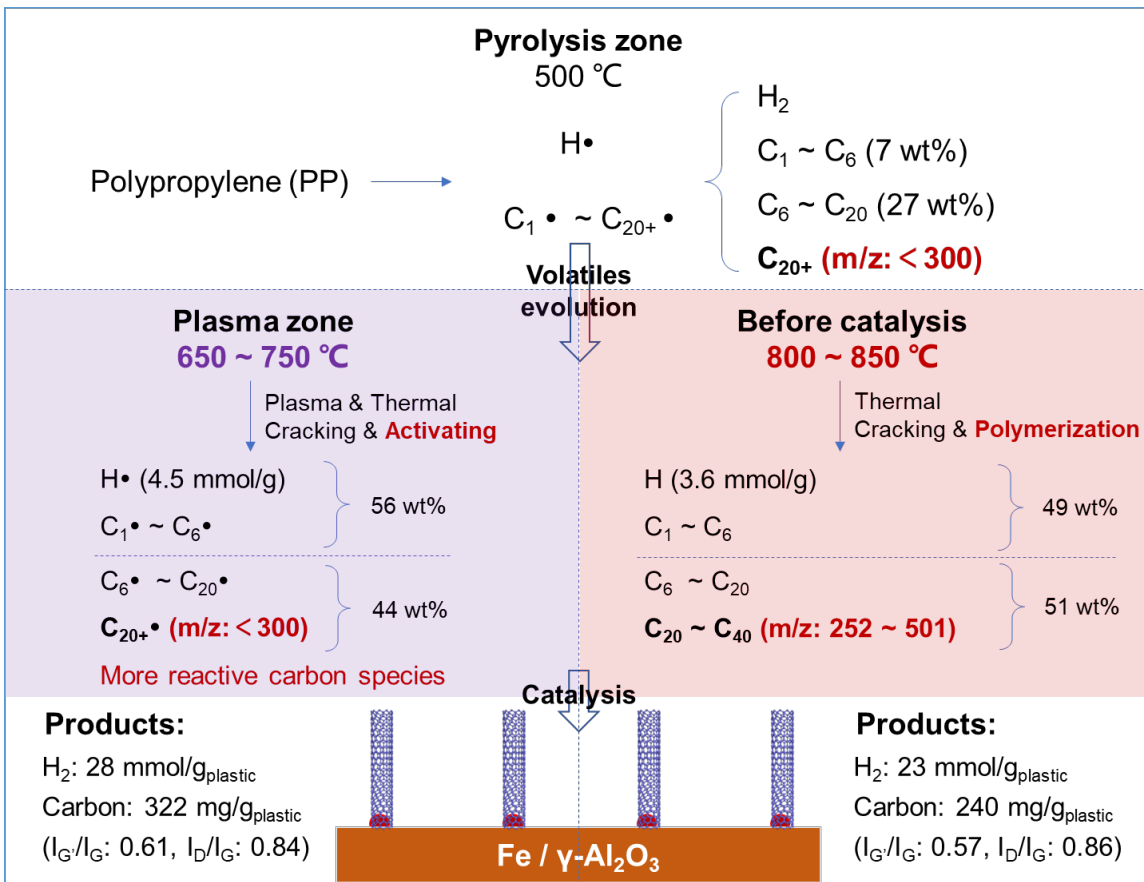 Pyrolysis zone
500 ℃
Polypropylene (PP)
H•
C₁ • ~ C₂₀₊ •
H₂
C₁ ~ C₆ (7 wt%)
C₆ ~ C₂₀ (27 wt%)
C₂₀₊ (m/z: < 300)
Volatiles
evolution
Plasma zone
650 ~ 750 ℃
Plasma & Thermal
Cracking & Activating
H• (4.5 mmol/g)
C₁• ~ C₆•
56 wt%
C₆• ~ C₂₀•
C₂₀₊• (m/z: < 300)
44 wt%
More reactive carbon species
Before catalysis
800 ~ 850 ℃
Thermal
Cracking & Polymerization
H (3.6 mmol/g)
C₁ ~ C₆
49 wt%
C₆ ~ C₂₀
C₂₀ ~ C₄₀ (m/z: 252 ~ 501)
51 wt%
Catalysis
Products:
H₂: 28 mmol/gplastic
Carbon: 322 mg/gplastic
(IG'/IG: 0.61, ID/IG: 0.84)
Fe / γ-Al₂O₃
Products:
H₂: 23 mmol/gplastic
Carbon: 240 mg/gplastic
(IG'/IG: 0.57, ID/IG: 0.86)